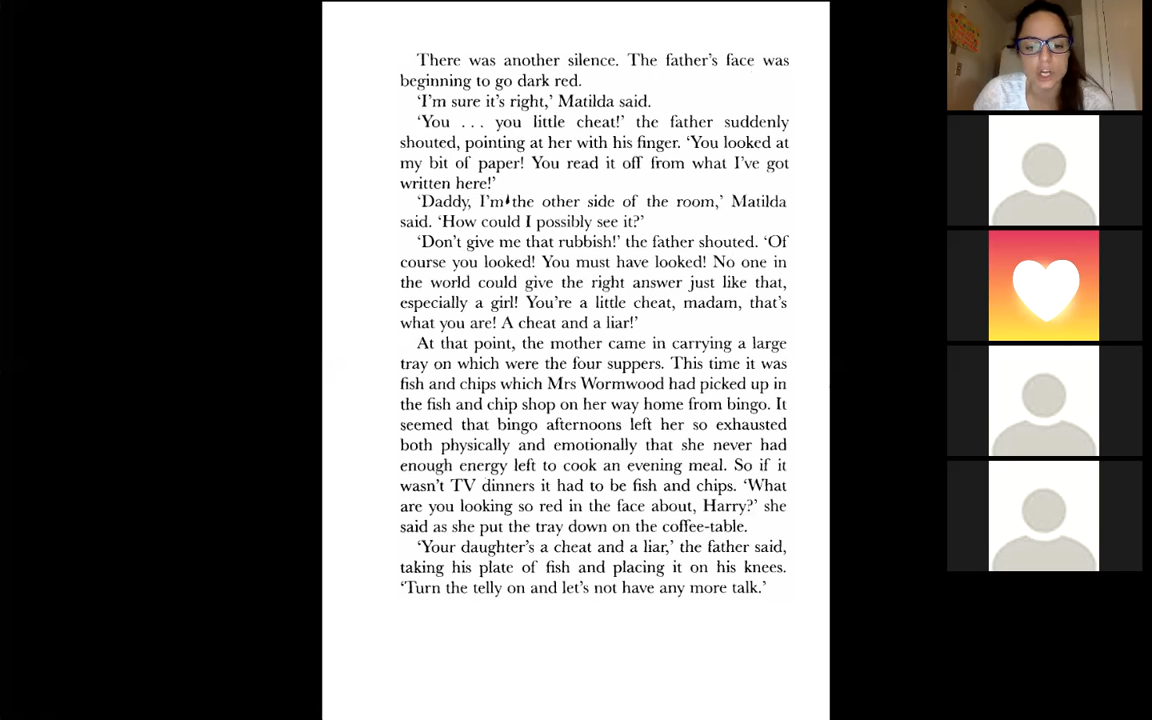 There was another silence. The father's face was
beginning to go dark red.
'I'm sure it's right,' Matilda said.
'You . . . you little cheat!' the father suddenly
shouted, pointing at her with his finger. 'You looked at
my bit of paper! You read it off from what I've got
written here!'
'Daddy, I'm the other side of the room,' Matilda
said. 'How could I possibly see it?'
'Don't give me that rubbish!' the father shouted. 'Of
course you looked! You must have looked! No one in
the world could give the right answer just like that,
especially a girl! You're a little cheat, madam, that's
what you are! A cheat and a liar!'
At that point, the mother came in carrying a large
tray on which were the four suppers. This time it was
fish and chips which Mrs Wormwood had picked up in
the fish and chip shop on her way home from bingo. It
seemed that bingo afternoons left her so exhausted
both physically and emotionally that she never had
enough energy left to cook an evening meal. So if it
wasn't TV dinners it had to be fish and chips. 'What
are you looking so red in the face about, Harry?' she
said as she put the tray down on the coffee-table.
'Your daughter's a cheat and a liar,' the father said,
taking his plate of fish and placing it on his knees.
'Turn the telly on and let's not have any more talk.'